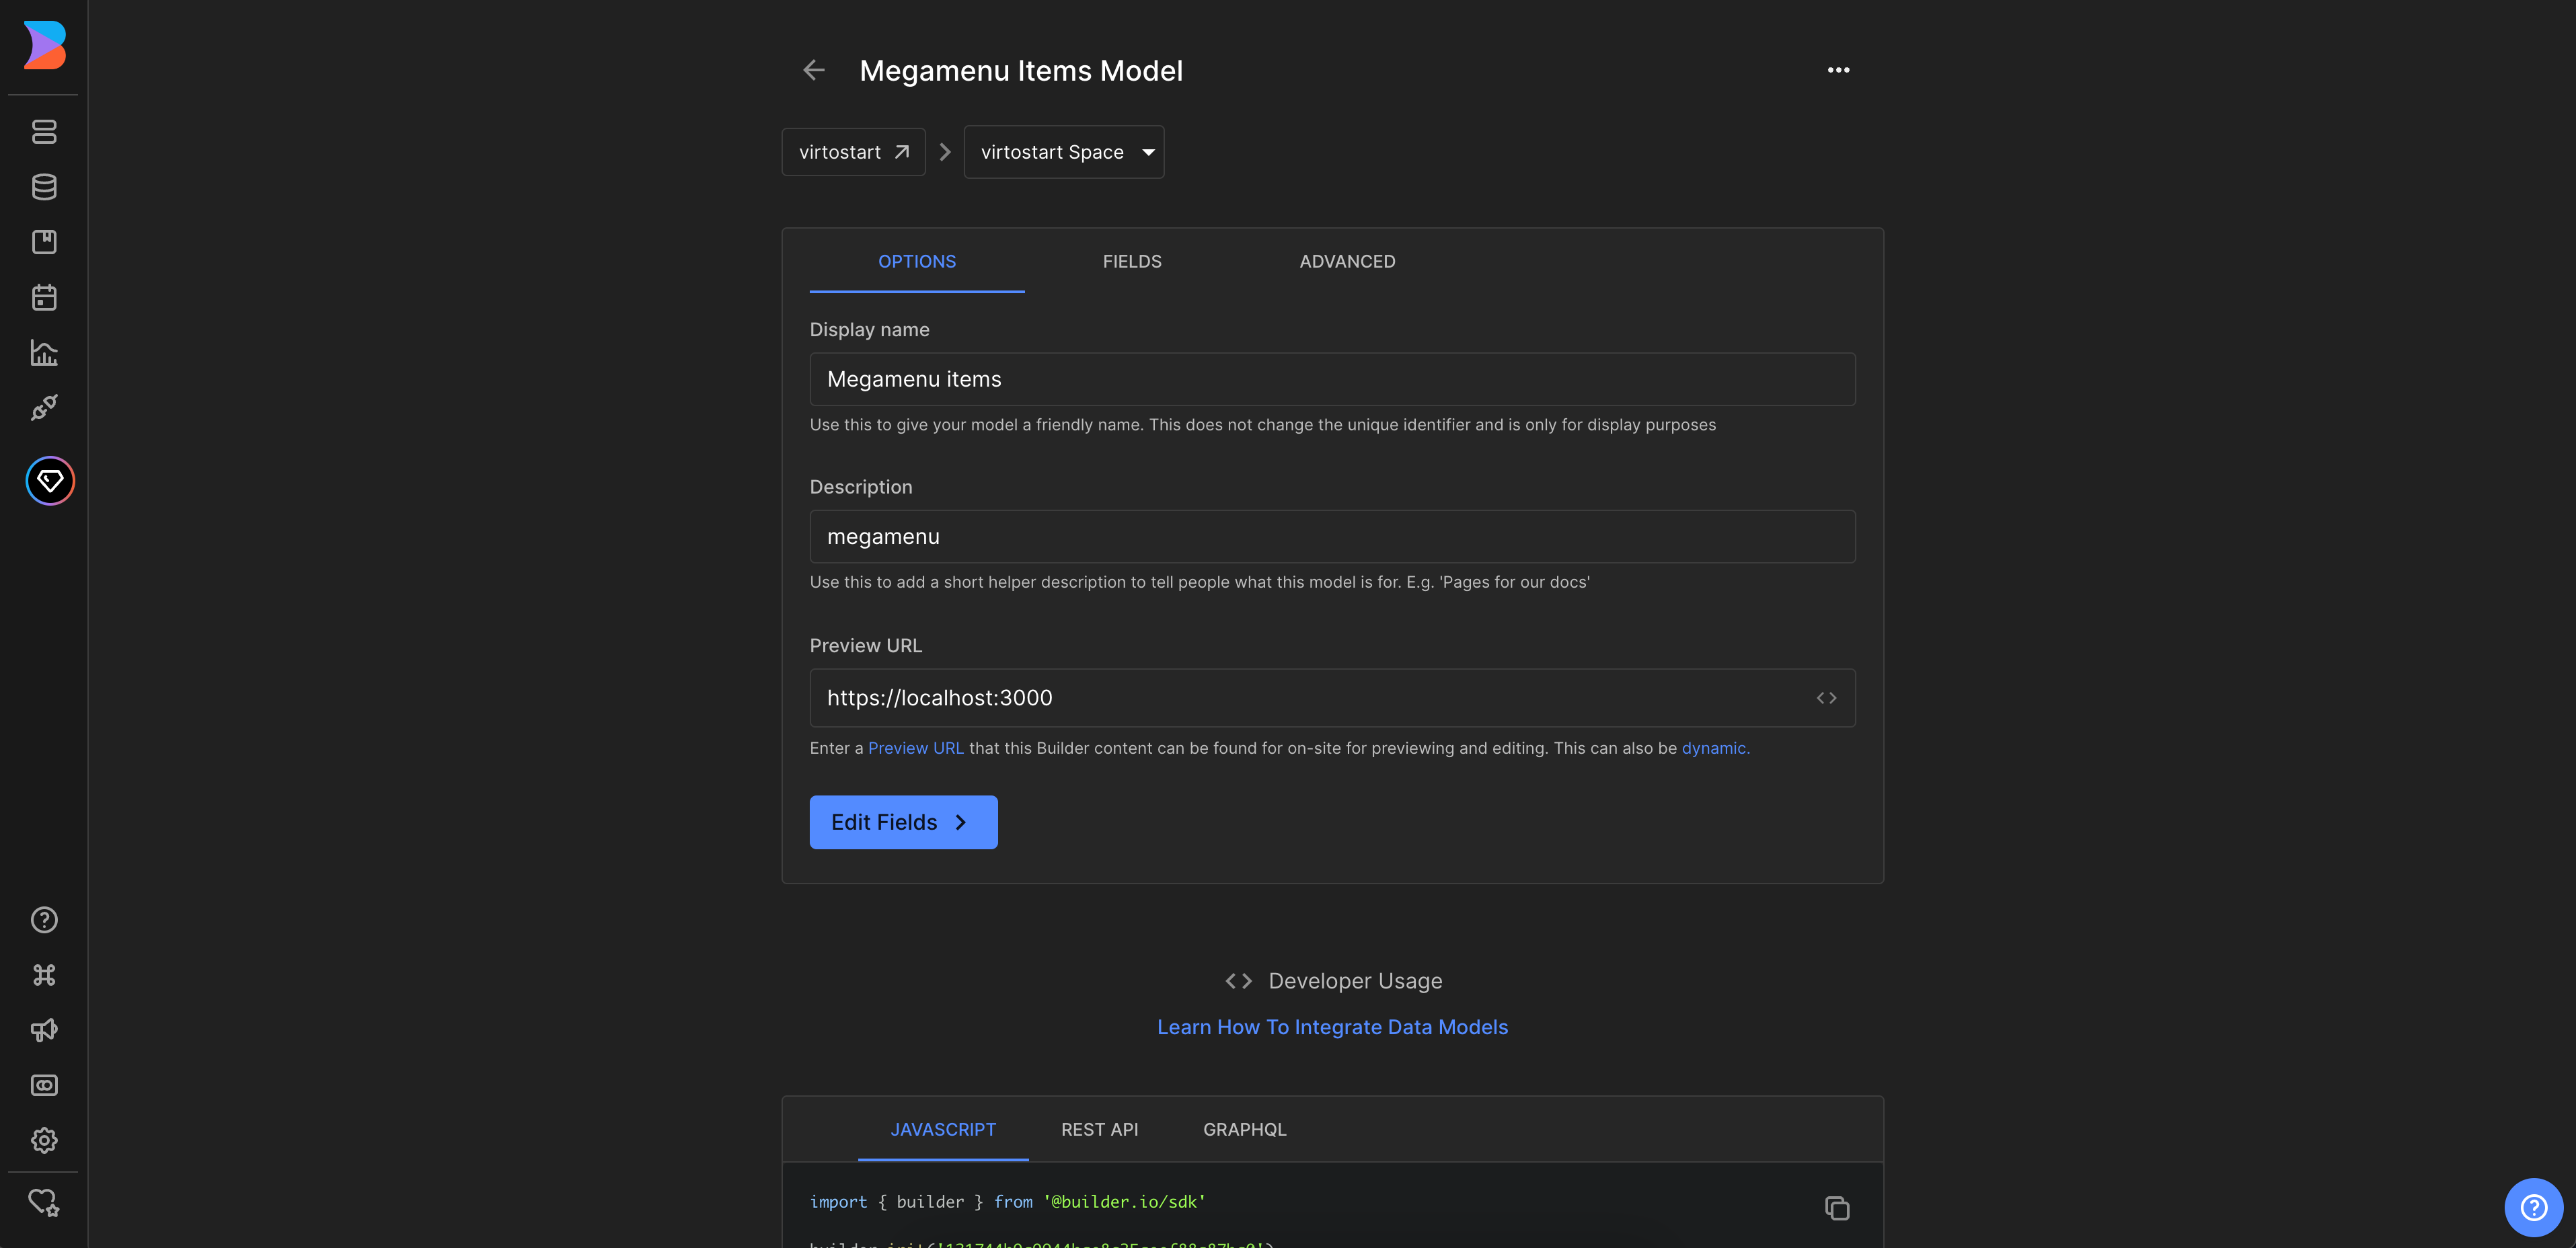 Megamenu Items Model
virtostart
virtostart Space
OPTIONS FIELDS ADVANCED
Display name
Megamenu items
Use this to give your model a friendly name. This does not change the unique identifier and is only for display purposes
Description
megamenu
Use this to add a short helper description to tell people what this model is for. E.g. 'Pages for our docs'
Preview URL
https://localhost:3000
Enter a Preview URL that this Builder content can be found for on-site for previewing and editing. This can also be dynamic.
Edit Fields
Developer Usage
Learn How To Integrate Data Models
JAVASCRIPT REST API GRAPHQL
import { builder } from '@builder.io/sdk'